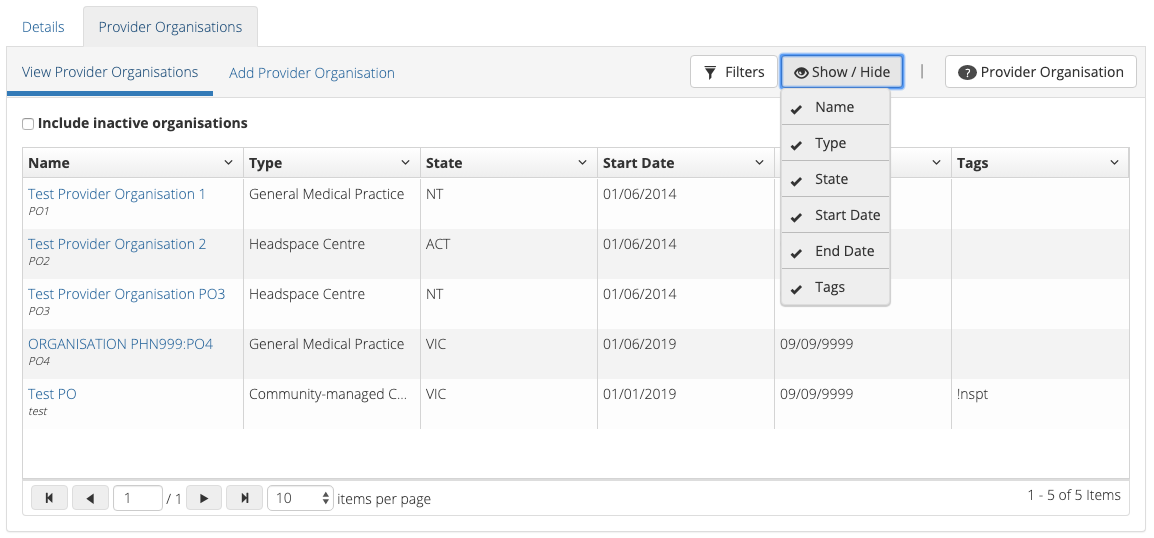 Details Provider Organisations
View Provider Organisations Add Provider Organisation Filters Show / Hide | ? Provider Organisation
Name
Type
State
Start Date
End Date
Tags
Include inactive organisations
Name Type State Start Date Tags
Test Provider Organisation 1 General Medical Practice NT 01/06/2014
PO1
Test Provider Organisation 2 Headspace Centre ACT 01/06/2014
PO2
Test Provider Organisation PO3 Headspace Centre NT 01/06/2014
PO3
ORGANISATION PHN999:PO4 General Medical Practice VIC 01/06/2019 09/09/9999
PO4
Test PO Community-managed C... VIC 01/01/2019 09/09/9999 !nspt
test
1 / 1 10 items per page 1 - 5 of 5 Items